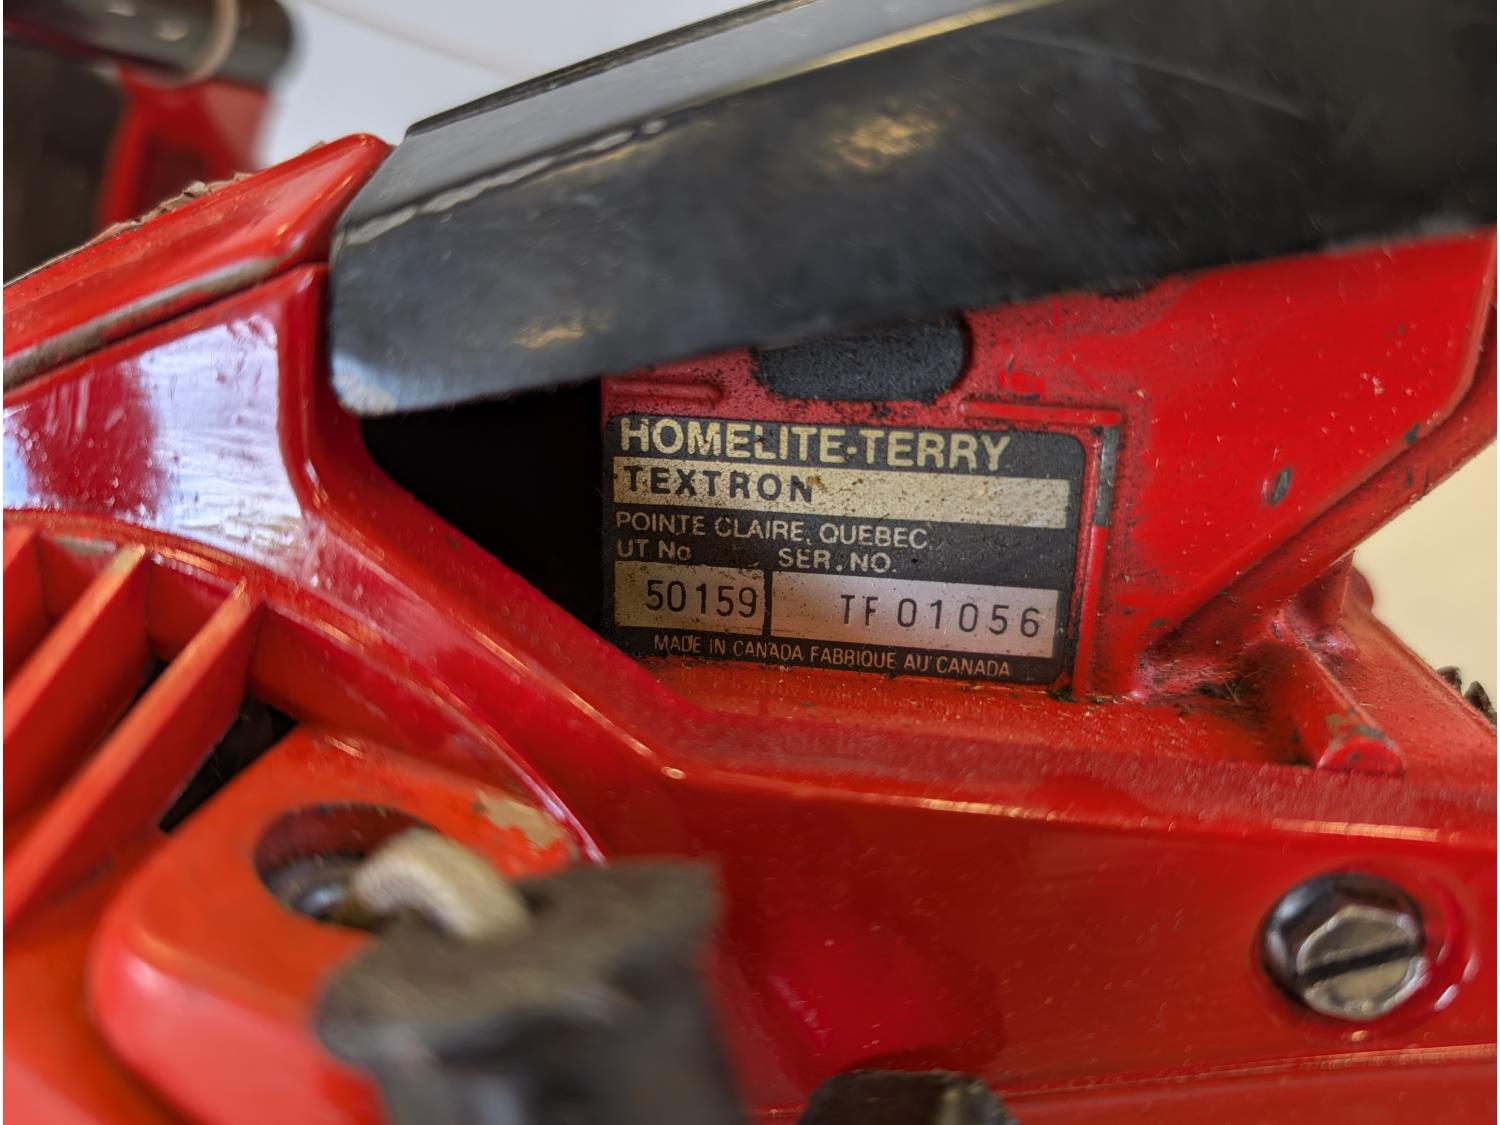 HOMELITE-TERRY
TEXTRON
POINTE CLAIRE, QUEBEC
UT No SER. NO.
50159 TF 01056
MADE IN CANADA FABRIQUE AU CANADA